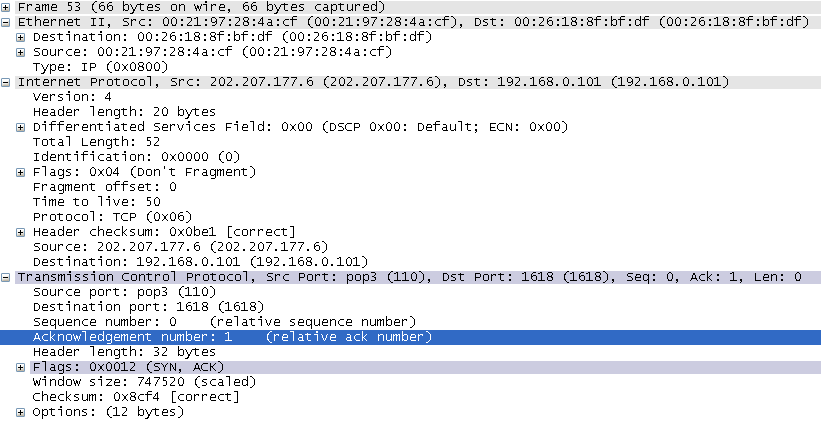 Frame 53 (66 bytes on wire, 66 bytes captured)
Ethernet II, Src: 00:21:97:28:4a:cf (00:21:97:28:4a:cf), Dst: 00:26:18:8f:bf:df (00:26:18:8f:bf:df)
Destination: 00:26:18:8f:bf:df (00:26:18:8f:bf:df)
Source: 00:21:97:28:4a:cf (00:21:97:28:4a:cf)
Type: IP (0x0800)
Internet Protocol, Src: 202.207.177.6 (202.207.177.6), Dst: 192.168.0.101 (192.168.0.101)
Version: 4
Header length: 20 bytes
Differentiated Services Field: 0x00 (DSCP 0x00: Default; ECN: 0x00)
Total Length: 52
Identification: 0x0000 (0)
Flags: 0x04 (Don't Fragment)
Fragment offset: 0
Time to live: 50
Protocol: TCP (0x06)
Header checksum: 0x0be1 [correct]
Source: 202.207.177.6 (202.207.177.6)
Destination: 192.168.0.101 (192.168.0.101)
Transmission Control Protocol, Src Port: pop3 (110), Dst Port: 1618 (1618), Seq: 0, Ack: 1, Len: 0
Source port: pop3 (110)
Destination port: 1618 (1618)
Sequence number: 0 (relative sequence number)
Acknowledgement number: 1 (relative ack number)
Header length: 32 bytes
Flags: 0x0012 (SYN, ACK)
Window size: 747520 (scaled)
Checksum: 0x8cf4 [correct]
Options: (12 bytes)